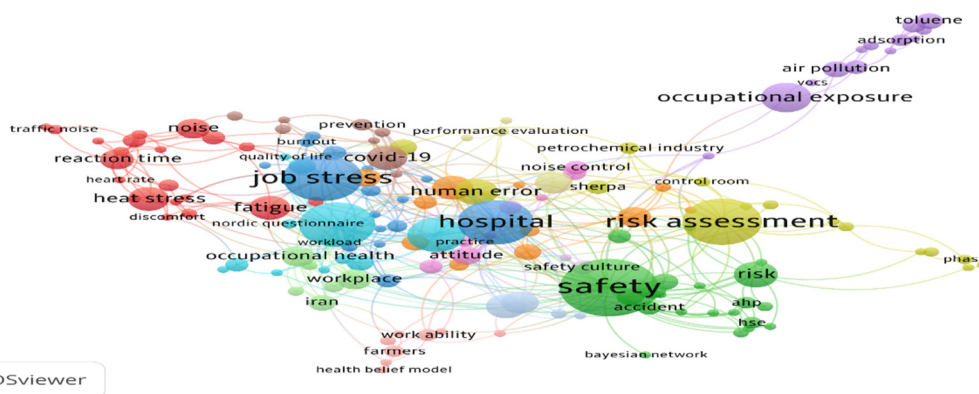 toluene
adsorption
air pollution
vocs
occupational exposure
traffic noise
noise
prevention
performance evaluation
burnout
petrochemical industry
reaction time
quality of life
covid-19
noise control
heart rate
job stress
human error
sherpa
control room
heat stress
fatigue
discomfort
nordic questionnaire
hospital
risk assessment
workload
practice
occupational health
attitude
phas
safety culture
risk
workplace
safety
iran
accident
ahp
hse
work ability
farmers
bayesian network
health belief model
OSviewer